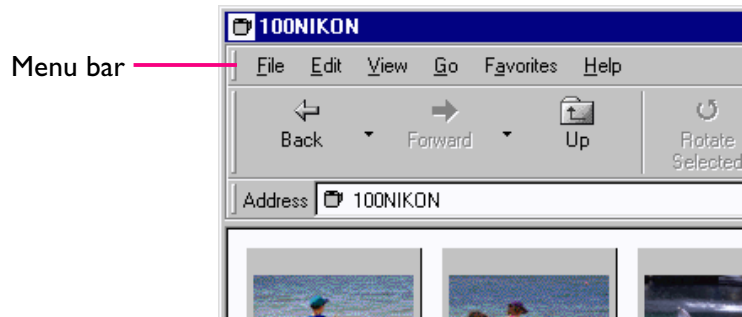 100NIKON
Menu bar
File Edit View Go Favorites Help
Back Forward Up Rotate Selected
Address 100NIKON